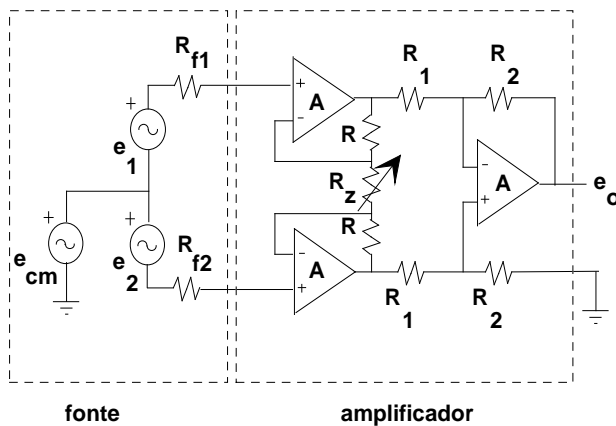 R f1
R 1
R 2
+
+
-
A
R
e 1
R z
-
+
A
e o
+
+
R
e cm
e 2
R f2
-
+
A
R 1
R 2
fonte
amplificador